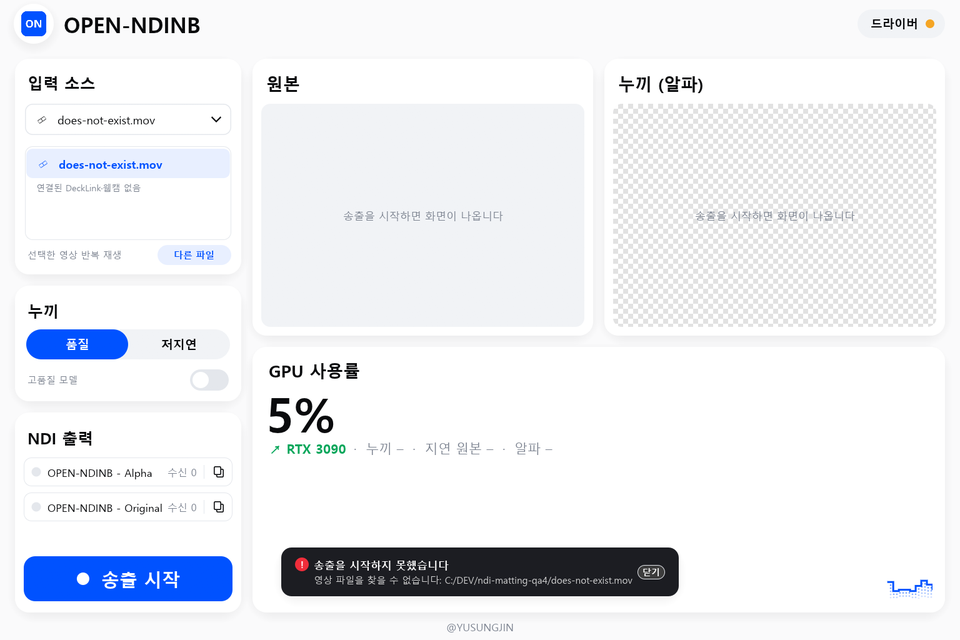 ON OPEN-NDINB
드라이버
입력 소스
does-not-exist.mov
does-not-exist.mov
연결된 DeckLink·웹캠 없음
선택한 영상 반복 재생 다른 파일
누끼
품질 저지연
고품질 모델
NDI 출력
OPEN-NDINB - Alpha 수신 0
OPEN-NDINB - Original 수신 0
송출 시작
원본
송출을 시작하면 화면이 나옵니다
누끼 (알파)
송출을 시작하면 화면이 나옵니다
GPU 사용률
5%
↗ RTX 3090 · 누끼 – · 지연 원본 – · 알파 –
! 송출을 시작하지 못했습니다
영상 파일을 찾을 수 없습니다: C:/DEV/ndi-matting-qa4/does-not-exist.mov
닫기
@YUSUNGJIN